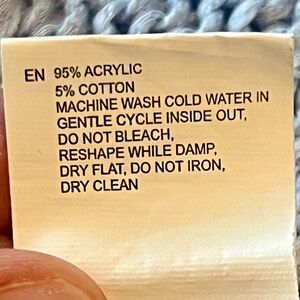 EN 95% ACRYLIC
5% COTTON
MACHINE WASH COLD WATER IN
GENTLE CYCLE INSIDE OUT,
DO NOT BLEACH,
RESHAPE WHILE DAMP,
DRY FLAT, DO NOT IRON,
DRY CLEAN